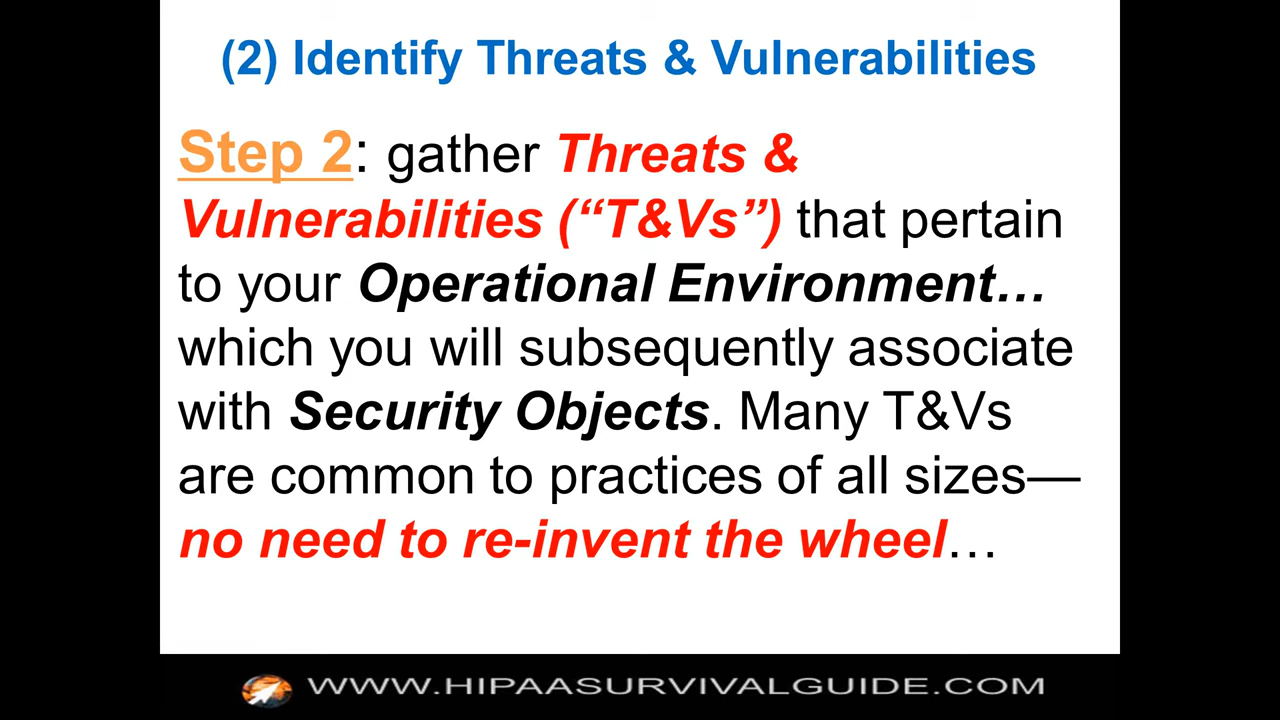 (2) Identify Threats & Vulnerabilities
Step 2: gather Threats &
Vulnerabilities (“T&Vs”) that pertain
to your Operational Environment…
which you will subsequently associate
with Security Objects. Many T&Vs
are common to practices of all sizes—
no need to re-invent the wheel…
WWW.HIPAASURVIVALGUIDE.COM